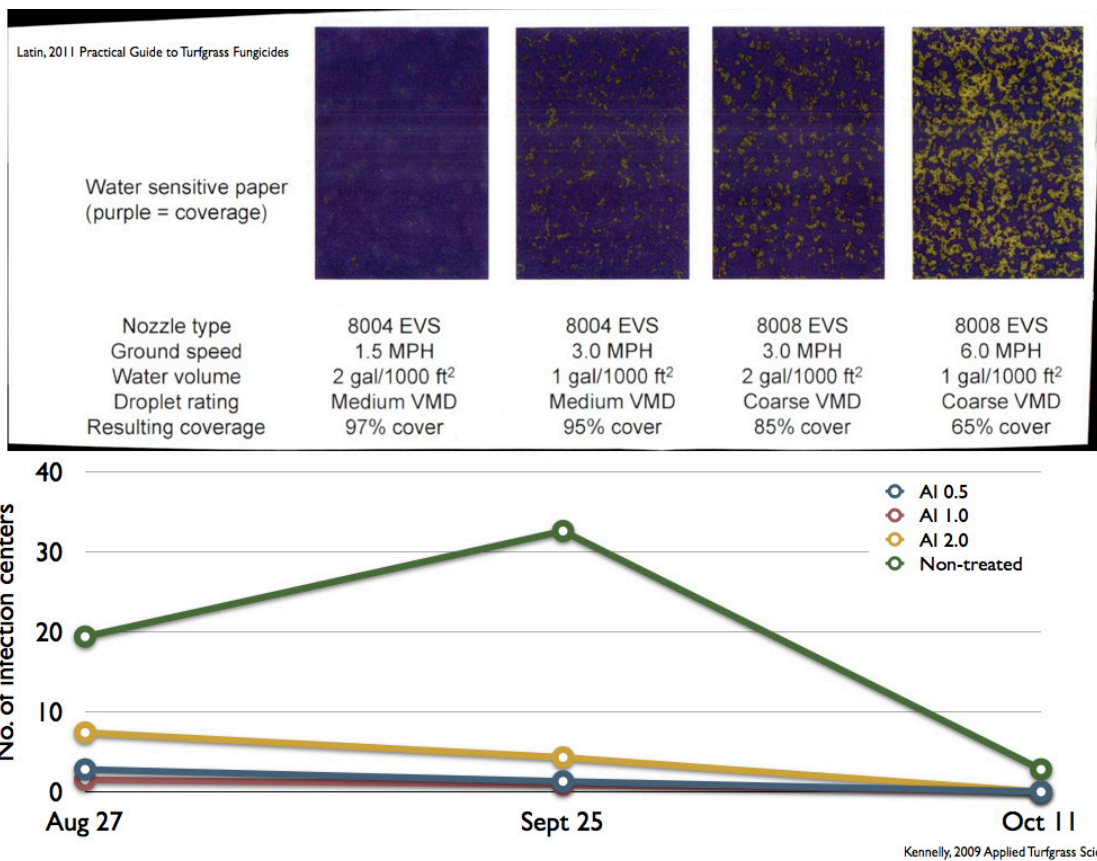 Latin, 2011 Practical Guide to Turfgrass Fungicides
Water sensitive paper
(purple = coverage)
Nozzle type 8004 EVS 8004 EVS 8008 EVS 8008 EVS
Ground speed 1.5 MPH 3.0 MPH 3.0 MPH 6.0 MPH
Water volume 2 gal/1000 ft² 1 gal/1000 ft² 2 gal/1000 ft² 1 gal/1000 ft²
Droplet rating Medium VMD Medium VMD Coarse VMD Coarse VMD
Resulting coverage 97% cover 95% cover 85% cover 65% cover
No. of infection centers
40
30
20
10
0
AI 0.5
AI 1.0
AI 2.0
Non-treated
Aug 27 Sept 25 Oct 11
Kennelly, 2009 Applied Turfgrass Scie